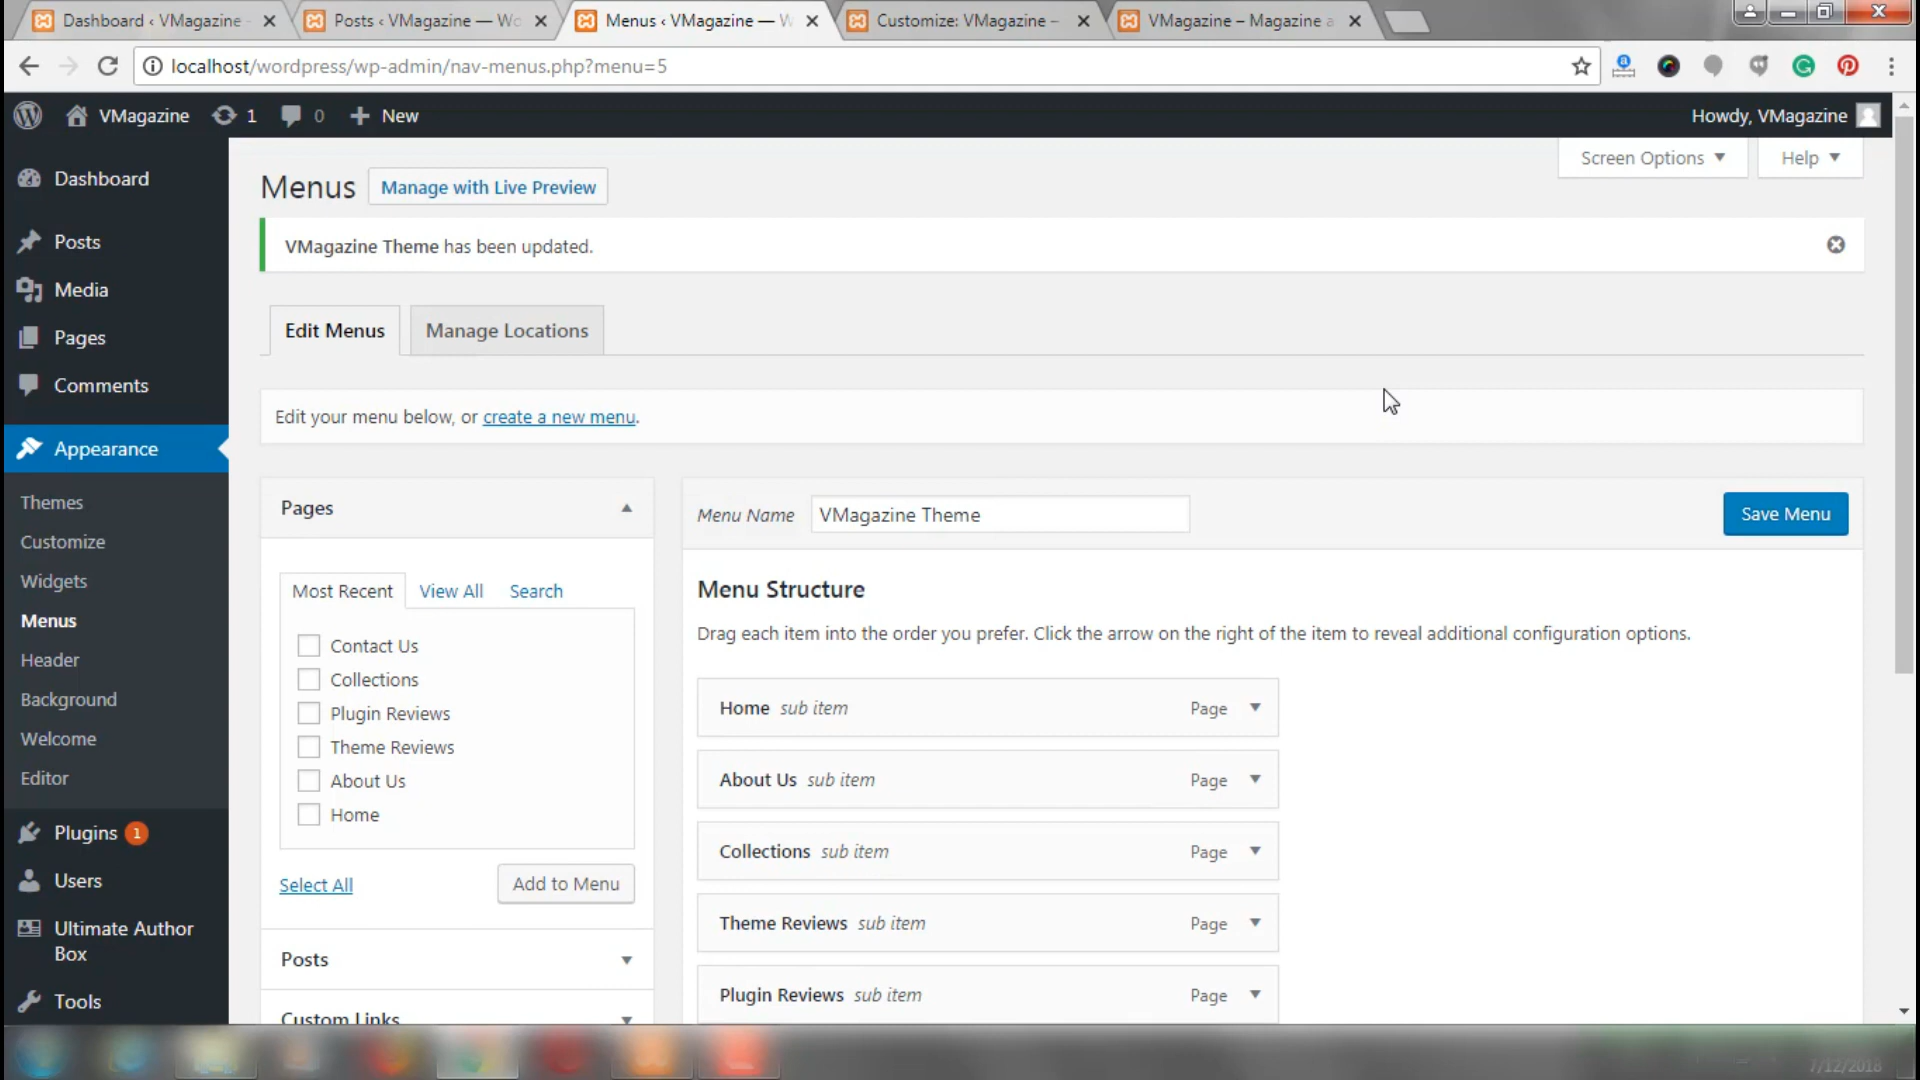 Dashboard ‹ VMagazine
Posts ‹ VMagazine — Wo
Menus ‹ VMagazine — W
Customize: VMagazine –
VMagazine – Magazine a
localhost/wordpress/wp-admin/nav-menus.php?menu=5
VMagazine
1
0
New
Howdy, VMagazine
Dashboard
Posts
Media
Pages
Comments
Appearance
Themes
Customize
Widgets
Menus
Header
Background
Welcome
Editor
Plugins 1
Users
Ultimate Author
Box
Tools
Screen Options
Help
Menus
Manage with Live Preview
VMagazine Theme has been updated.
Edit Menus
Manage Locations
Edit your menu below, or create a new menu.
Pages
Most Recent
View All
Search
Contact Us
Collections
Plugin Reviews
Theme Reviews
About Us
Home
Select All
Add to Menu
Posts
Custom Links
Menu Name
VMagazine Theme
Save Menu
Menu Structure
Drag each item into the order you prefer. Click the arrow on the right of the item to reveal additional configuration options.
Home sub item Page
About Us sub item Page
Collections sub item Page
Theme Reviews sub item Page
Plugin Reviews sub item Page
7/12/2018